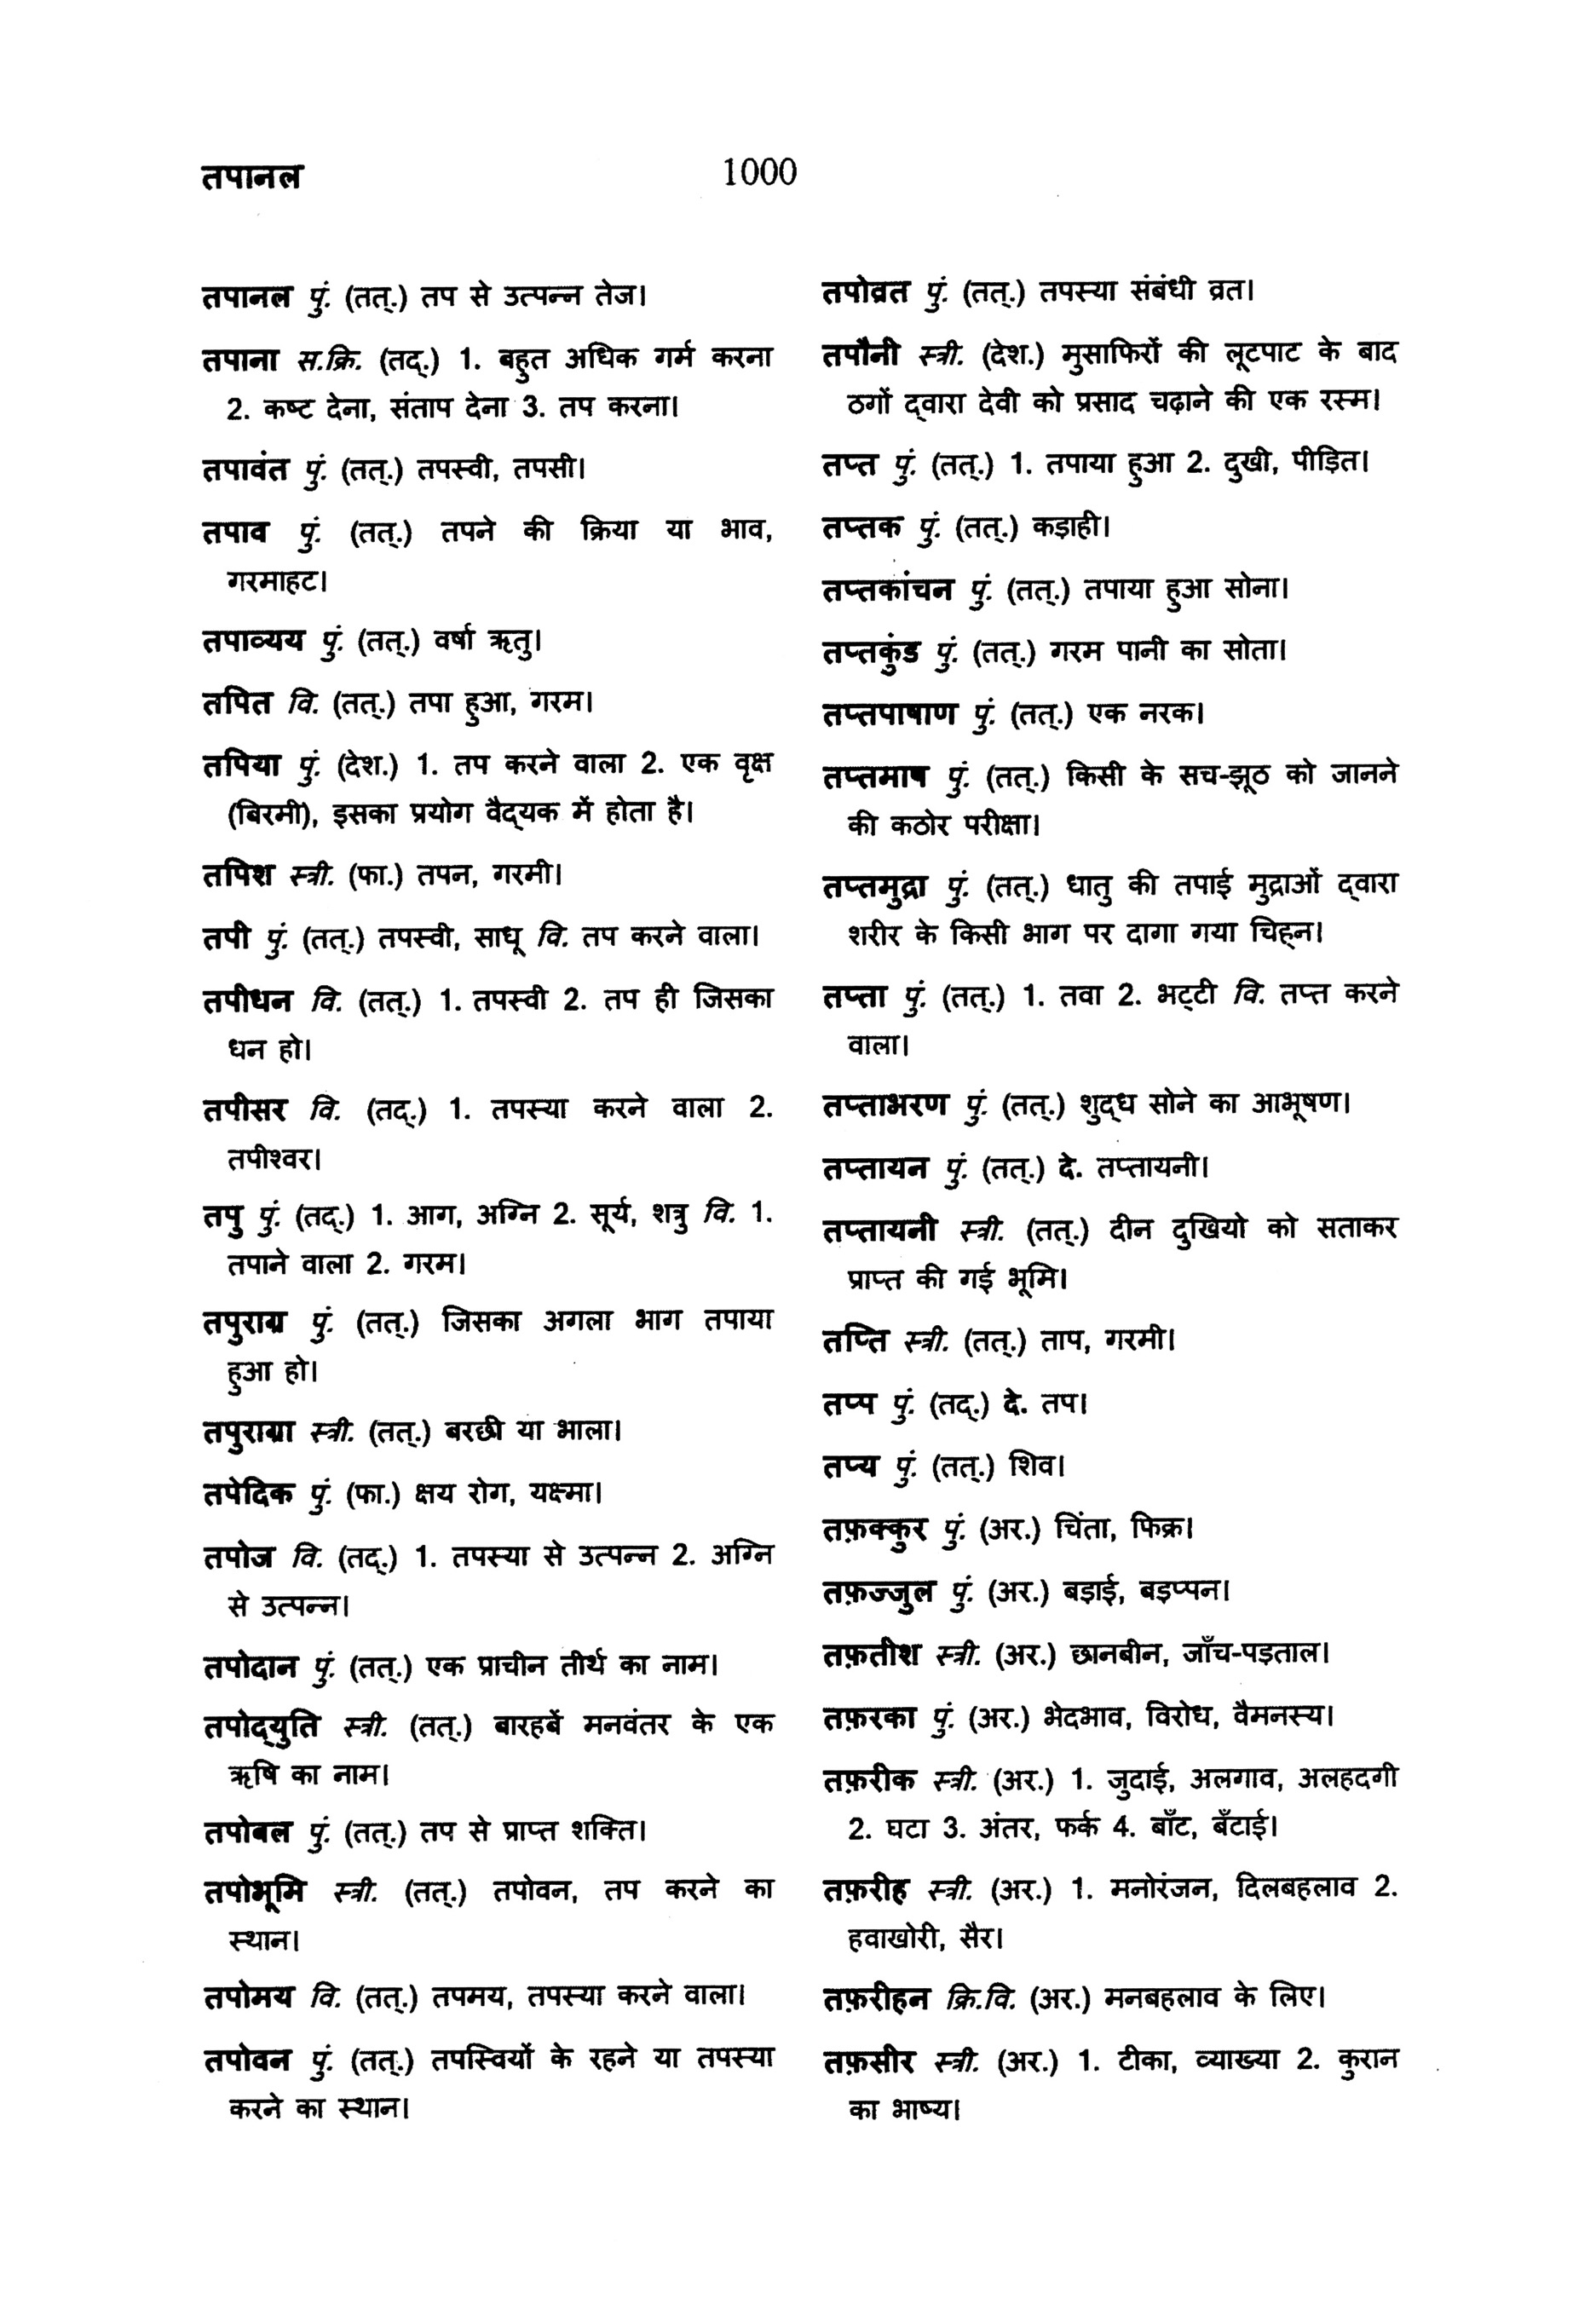 तपानल
1000
तपानल पुं. (तत्.) तप से उत्पन्न तेज।
तपाना स.क्रि. (तद्.) 1. बहुत अधिक गर्म करना
2. कष्ट देना, संताप देना 3. तप करना।
तपावंत पुं. (तत्.) तपस्वी, तपसी।
तपाव पुं. (तत्.) तपने की क्रिया या भाव,
गरमाहट।
तपाव्यय पुं. (तत्.) वर्षा ऋतु।
तपित वि. (तत्.) तपा हुआ, गरम।
तपिया पुं. (देश.) 1. तप करने वाला 2. एक वृक्ष
(बिरमी), इसका प्रयोग वैद्‌यक में होता है।
तपिश स्त्री. (फा.) तपन, गरमी।
तपी पुं. (तत्.) तपस्वी, साधू वि. तप करने वाला।
तपीधन वि. (तत्.) 1. तपस्वी 2. तप ही जिसका
धन हो।
तपीसर वि. (तद्.) 1. तपस्या करने वाला 2.
तपीश्वर।
तपु पुं. (तद्.) 1. आग, अग्नि 2. सूर्य, शत्रु वि. 1.
तपाने वाला 2. गरम।
तपुराग्र पुं. (तत्.) जिसका अगला भाग तपाया
हुआ हो।
तपुराग्रा स्त्री. (तत्.) बरछी या भाला।
तपेदिक पुं. (फा.) क्षय रोग, यक्ष्मा।
तपोज वि. (तद्.) 1. तपस्या से उत्पन्न 2. अग्नि
से उत्पन्न।
तपोदान पुं. (तत्.) एक प्राचीन तीर्थ का नाम।
तपोद्‌युति स्त्री. (तत्.) बारहबें मनवंतर के एक
ऋषि का नाम।
तपोबल पुं. (तत्.) तप से प्राप्त शक्ति।
तपोभूमि स्त्री. (तत्.) तपोवन, तप करने का
स्थान।
तपोमय वि. (तत्.) तपमय, तपस्या करने वाला।
तपोवन पुं. (तत्.) तपस्वियों के रहने या तपस्या
करने का स्थान।
तपोव्रत पुं. (तत्.) तपस्या संबंधी व्रत।
तपौनी स्त्री. (देश.) मुसाफिरों की लूटपाट के बाद
ठगों द्‌वारा देवी को प्रसाद चढ़ाने की एक रस्म।
तप्त पुं. (तत्.) 1. तपाया हुआ 2. दुखी, पीड़ित।
तप्तक पुं. (तत्.) कड़ाही।
तप्तकांचन पुं. (तत्.) तपाया हुआ सोना।
तप्तकुंड पुं. (तत्.) गरम पानी का सोता।
तप्तपाषाण पुं. (तत्.) एक नरक।
तप्तमाष पुं. (तत्.) किसी के सच-झूठ को जानने
की कठोर परीक्षा।
तप्तमुद्रा पुं. (तत्.) धातु की तपाई मुद्राओं द्‌वारा
शरीर के किसी भाग पर दागा गया चिह्‌न।
तप्ता पुं. (तत्.) 1. तवा 2. भट्‌टी वि. तप्त करने
वाला।
तप्ताभरण पुं. (तत्.) शुद्‌ध सोने का आभूषण।
तप्तायन पुं. (तत्.) दे. तप्तायनी।
तप्तायनी स्त्री. (तत्.) दीन दुखियो को सताकर
प्राप्त की गई भूमि।
तप्ति स्त्री. (तत्.) ताप, गरमी।
तप्प पुं. (तद्.) दे. तप।
तप्य पुं. (तत्.) शिव।
तफ़क्कुर पुं. (अर.) चिंता, फिक्र।
तफ़ज्जुल पुं. (अर.) बड़ाई, बड़प्पन।
तफ़तीश स्त्री. (अर.) छानबीन, जाँच-पड़ताल।
तफ़रका पुं. (अर.) भेदभाव, विरोध, वैमनस्य।
तफ़रीक स्त्री. (अर.) 1. जुदाई, अलगाव, अलहदगी
2. घटा 3. अंतर, फर्क 4. बाँट, बँटाई।
तफ़रीह स्त्री. (अर.) 1. मनोरंजन, दिलबहलाव 2.
हवाखोरी, सैर।
तफ़रीहन क्रि.वि. (अर.) मनबहलाव के लिए।
तफ़सीर स्त्री. (अर.) 1. टीका, व्याख्या 2. कुरान
का भाष्य।